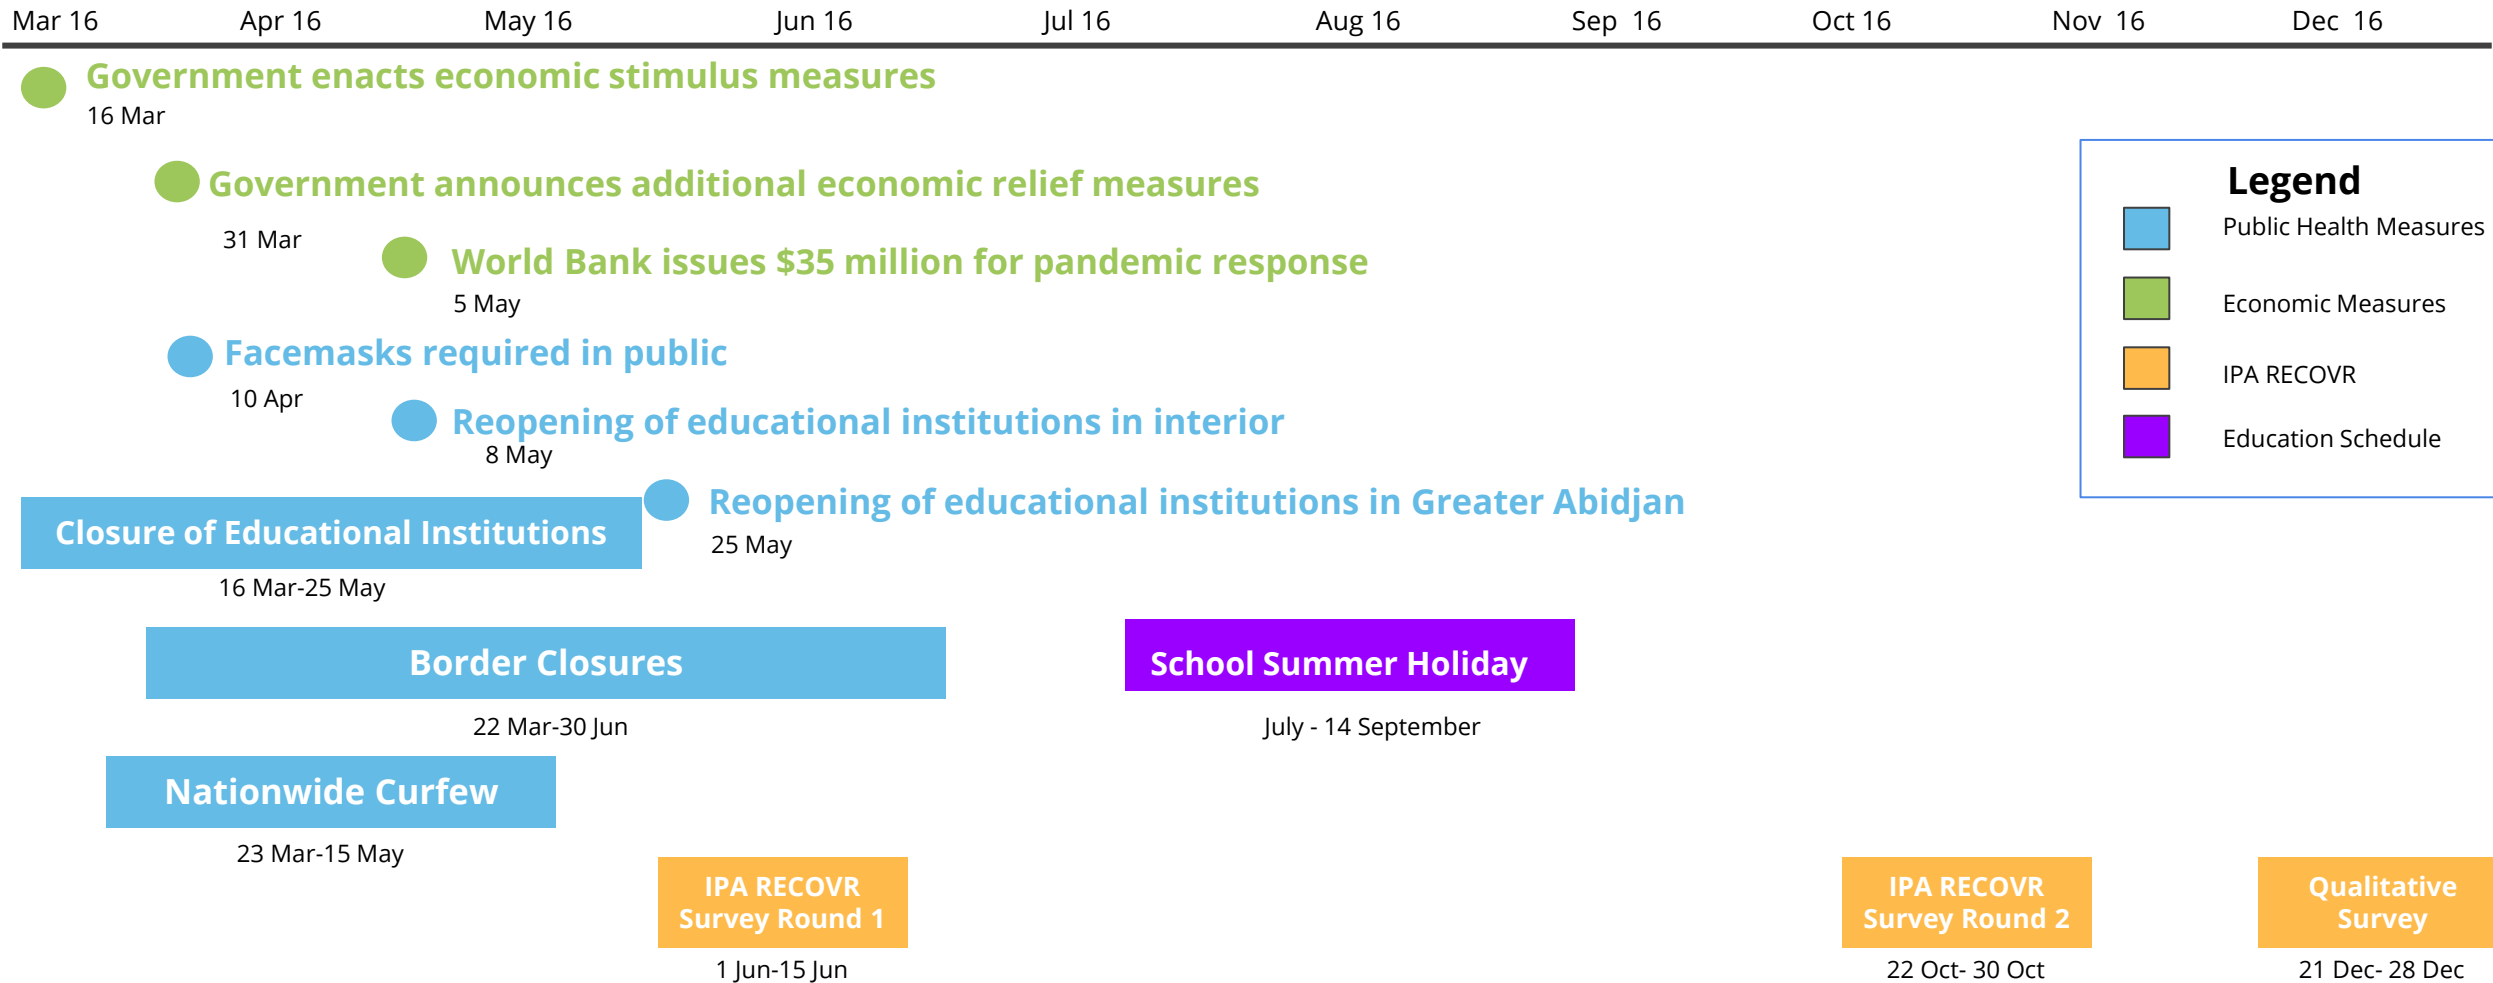 Mar 16 Apr 16 May 16 Jun 16 Jul 16 Aug 16 Sep 16 Oct 16 Nov 16 Dec 16
Government enacts economic stimulus measures
16 Mar
Government announces additional economic relief measures
31 Mar
World Bank issues $35 million for pandemic response
5 May
Facemasks required in public
10 Apr
Reopening of educational institutions in interior
8 May
Reopening of educational institutions in Greater Abidjan
25 May
Closure of Educational Institutions
16 Mar-25 May
Border Closures
22 Mar-30 Jun
School Summer Holiday
July - 14 September
Nationwide Curfew
23 Mar-15 May
IPA RECOVR
Survey Round 1
1 Jun-15 Jun
IPA RECOVR
Survey Round 2
22 Oct- 30 Oct
Qualitative
Survey
21 Dec- 28 Dec
Legend
Public Health Measures
Economic Measures
IPA RECOVR
Education Schedule